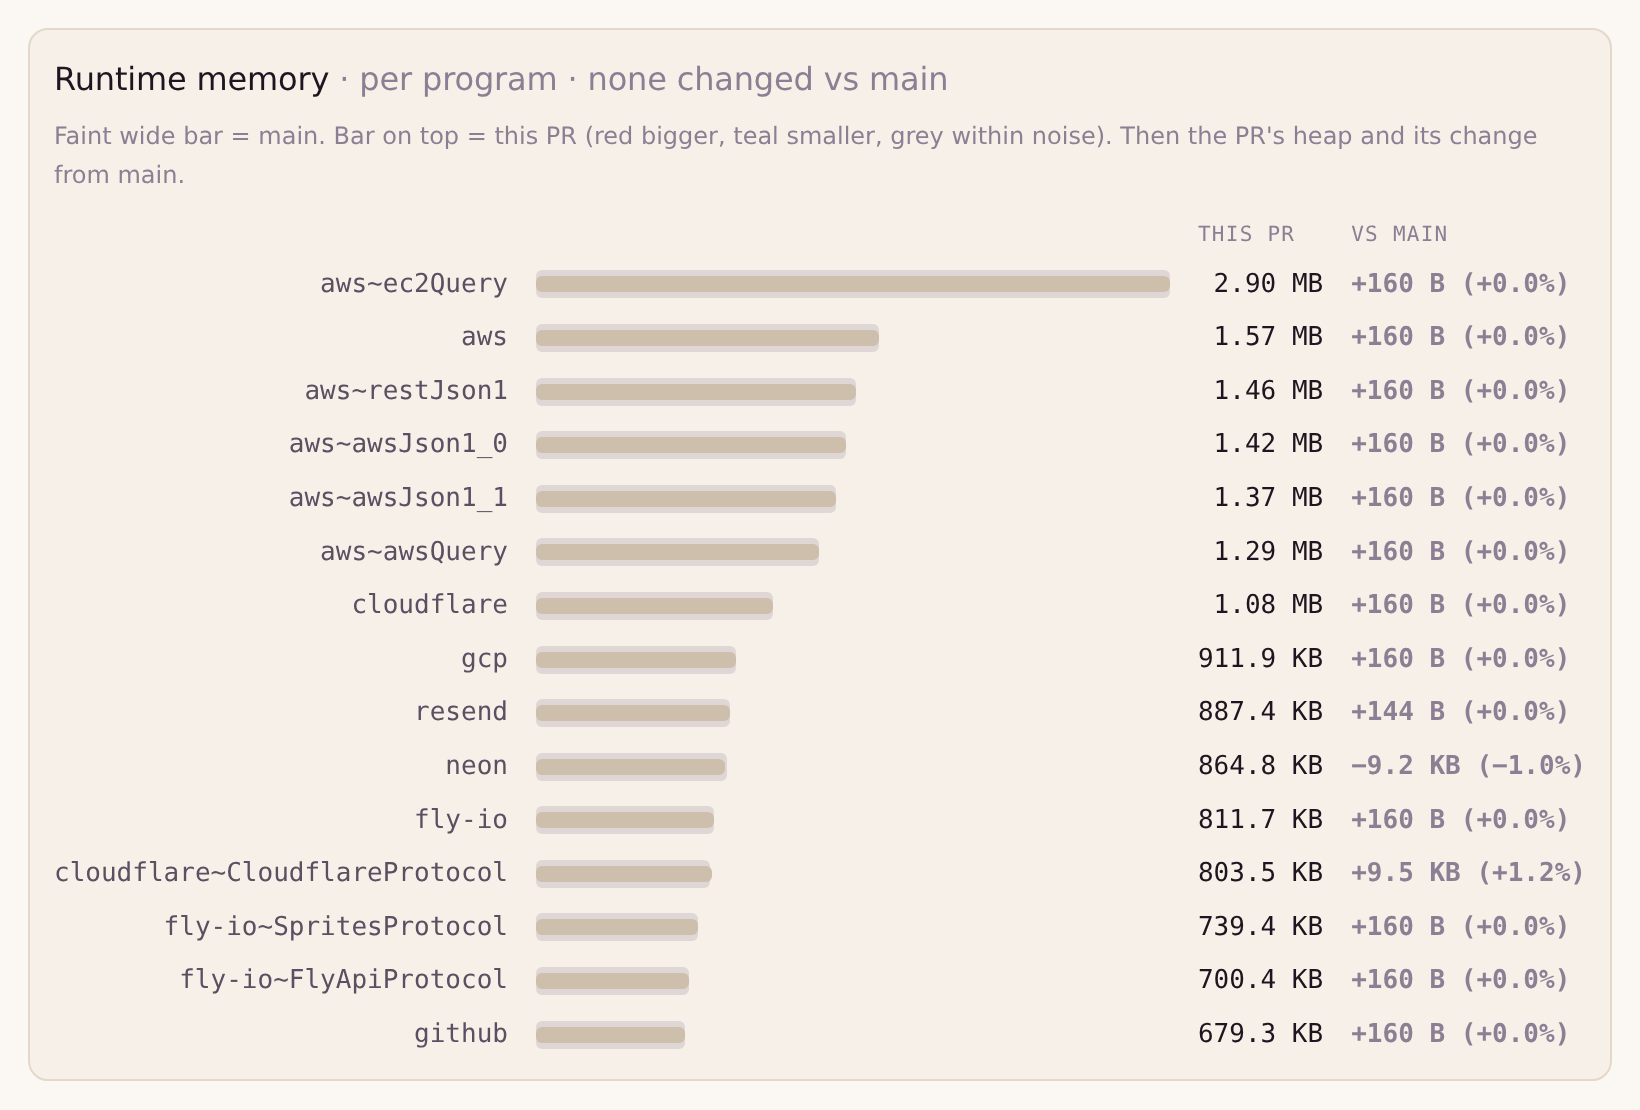 Runtime memory · per program · none changed vs main
Faint wide bar = main. Bar on top = this PR (red bigger, teal smaller, grey within noise). Then the PR's heap and its change
from main.
THIS PR VS MAIN
aws~ec2Query 2.90 MB +160 B (+0.0%)
aws 1.57 MB +160 B (+0.0%)
aws~restJson1 1.46 MB +160 B (+0.0%)
aws~awsJson1_0 1.42 MB +160 B (+0.0%)
aws~awsJson1_1 1.37 MB +160 B (+0.0%)
aws~awsQuery 1.29 MB +160 B (+0.0%)
cloudflare 1.08 MB +160 B (+0.0%)
gcp 911.9 KB +160 B (+0.0%)
resend 887.4 KB +144 B (+0.0%)
neon 864.8 KB −9.2 KB (−1.0%)
fly-io 811.7 KB +160 B (+0.0%)
cloudflare~CloudflareProtocol 803.5 KB +9.5 KB (+1.2%)
fly-io~SpritesProtocol 739.4 KB +160 B (+0.0%)
fly-io~FlyApiProtocol 700.4 KB +160 B (+0.0%)
github 679.3 KB +160 B (+0.0%)